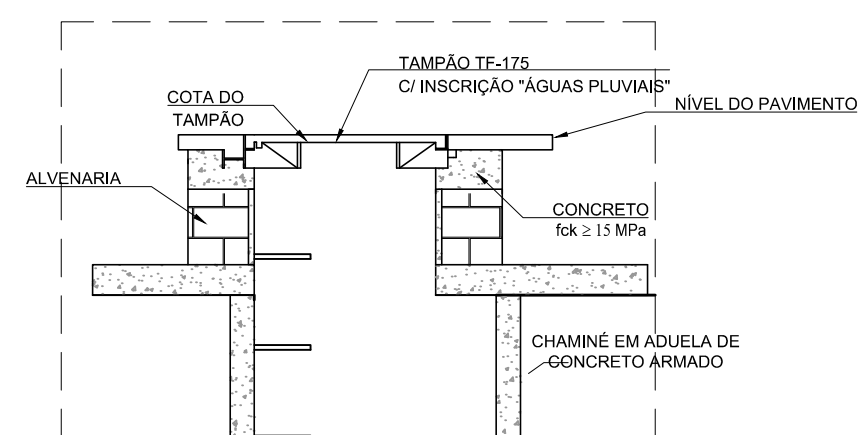 TAMPÃO TF-175
C/ INSCRIÇÃO "ÁGUAS PLUVIAIS"
COTA DO
TAMPÃO
NÍVEL DO PAVIMENTO
ALVENARIA
CONCRETO
fck ≥ 15 MPa
CHAMINÉ EM ADUELA DE
CONCRETO ARMADO